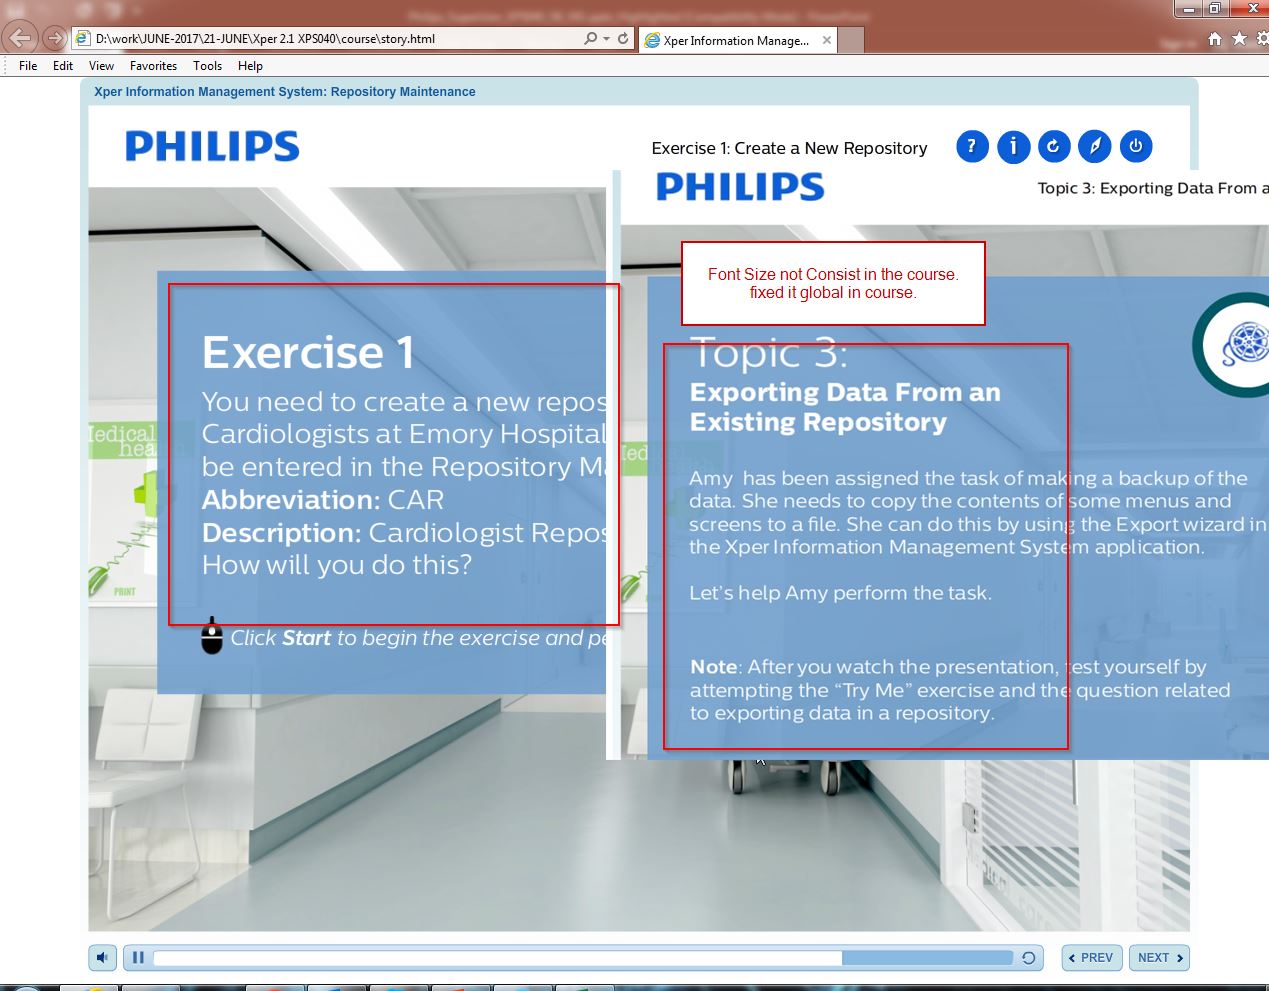 D:\work\JUNE-2017\21-JUNE\Xper 2.1 XPS040\course\story.html
Xper Information Manage...
File Edit View Favorites Tools Help
Xper Information Management System: Repository Maintenance
PHILIPS
Exercise 1: Create a New Repository
? i
PHILIPS
Topic 3: Exporting Data From a
Font Size not Consist in the course.
fixed it global in course.
Exercise 1
You need to create a new repos
Cardiologists at Emory Hospital
be entered in the Repository Ma
Abbreviation: CAR
Description: Cardiologist Repos
How will you do this?
Click Start to begin the exercise and pe
Medical
hea
PRINT
Topic 3:
Exporting Data From an
Existing Repository
Amy has been assigned the task of making a backup of the
data. She needs to copy the contents of some menus and
screens to a file. She can do this by using the Export wizard in
the Xper Information Management System application.
Let's help Amy perform the task.
Note: After you watch the presentation, test yourself by
attempting the “Try Me” exercise and the question related
to exporting data in a repository.
ed
PREV
NEXT